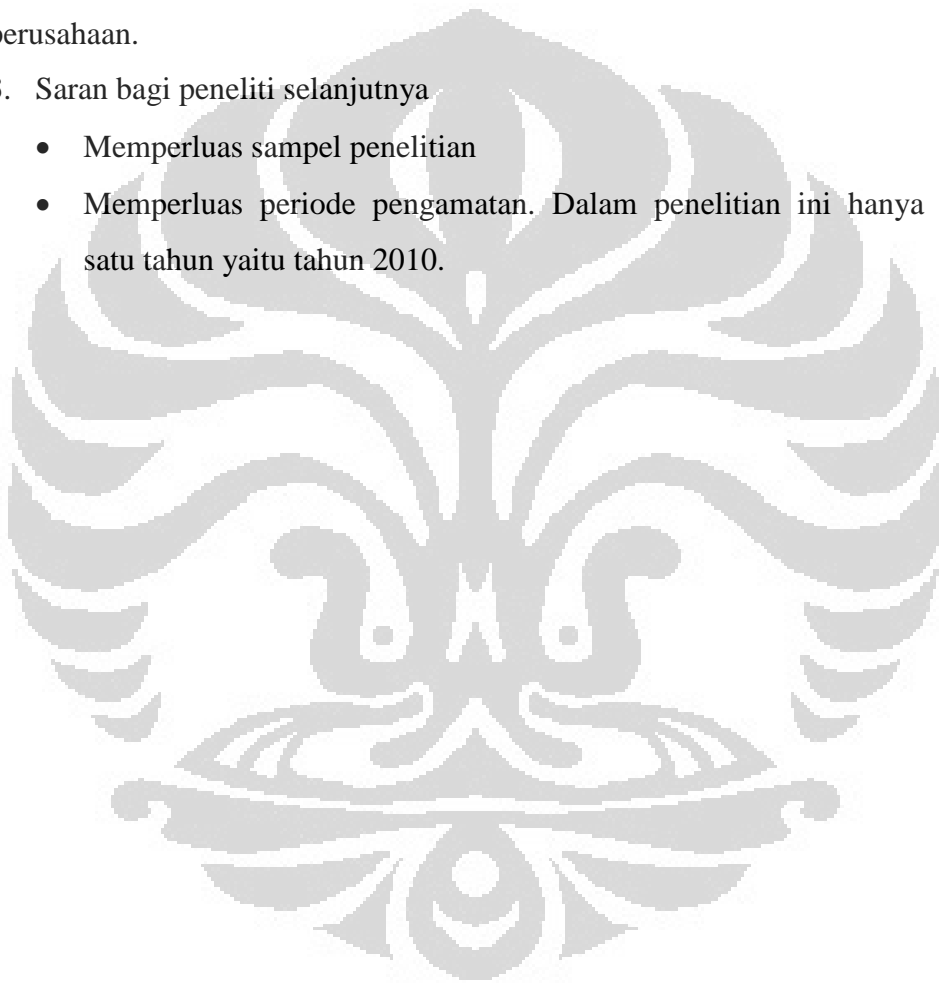 perusahaan.
3. Saran bagi peneliti selanjutnya
• Memperluas sampel penelitian
• Memperluas periode pengamatan. Dalam penelitian ini hanya
satu tahun yaitu tahun 2010.